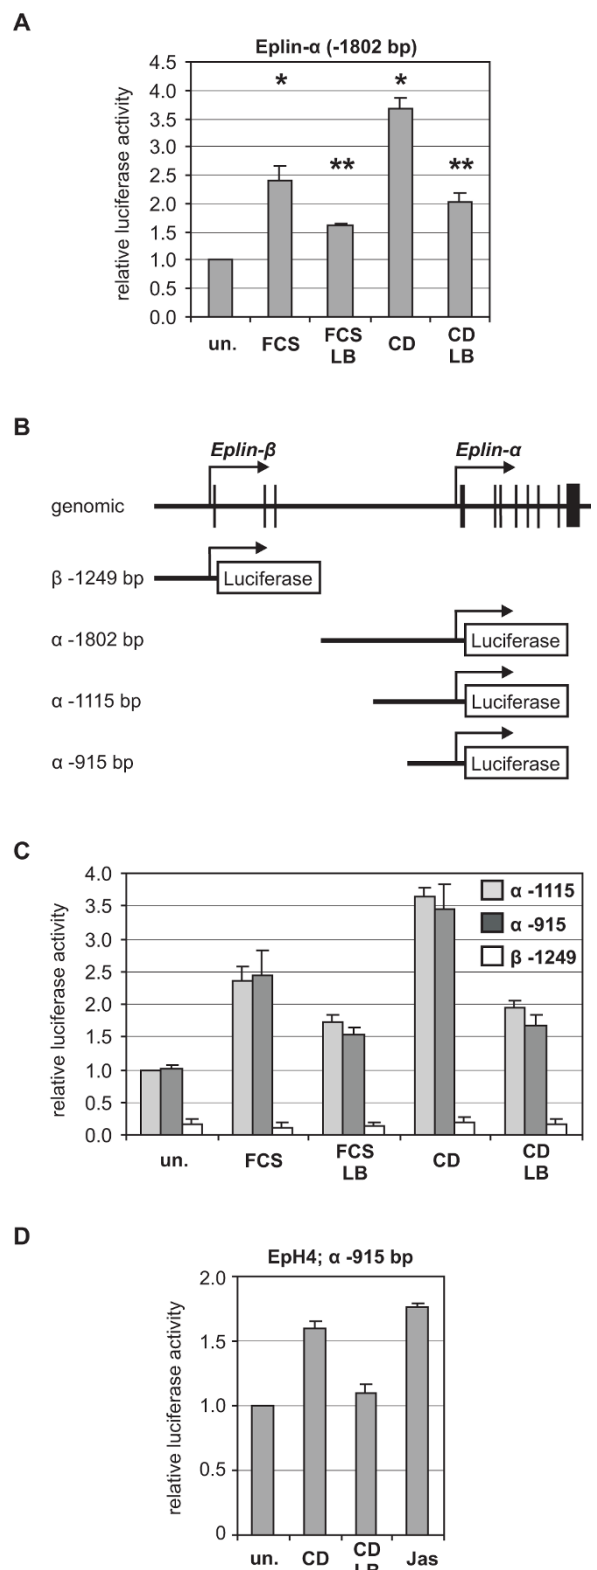 A
Eplin-α (-1802 bp)
relative luciferase activity
4.5
4.0
3.5
3.0
2.5
2.0
1.5
1.0
0.5
0.0
*
**
*
**
un.
FCS
FCS
LB
CD
CD
LB
B
Eplin-β
Eplin-α
genomic
β -1249 bp
Luciferase
α -1802 bp
Luciferase
α -1115 bp
Luciferase
α -915 bp
Luciferase
C
relative luciferase activity
4.0
3.5
3.0
2.5
2.0
1.5
1.0
0.5
0.0
α -1115
α -915
β -1249
un.
FCS
FCS
LB
CD
CD
LB
D
EpH4; α -915 bp
relative luciferase activity
2.0
1.5
1.0
0.5
0
un.
CD
CD
LB
Jas